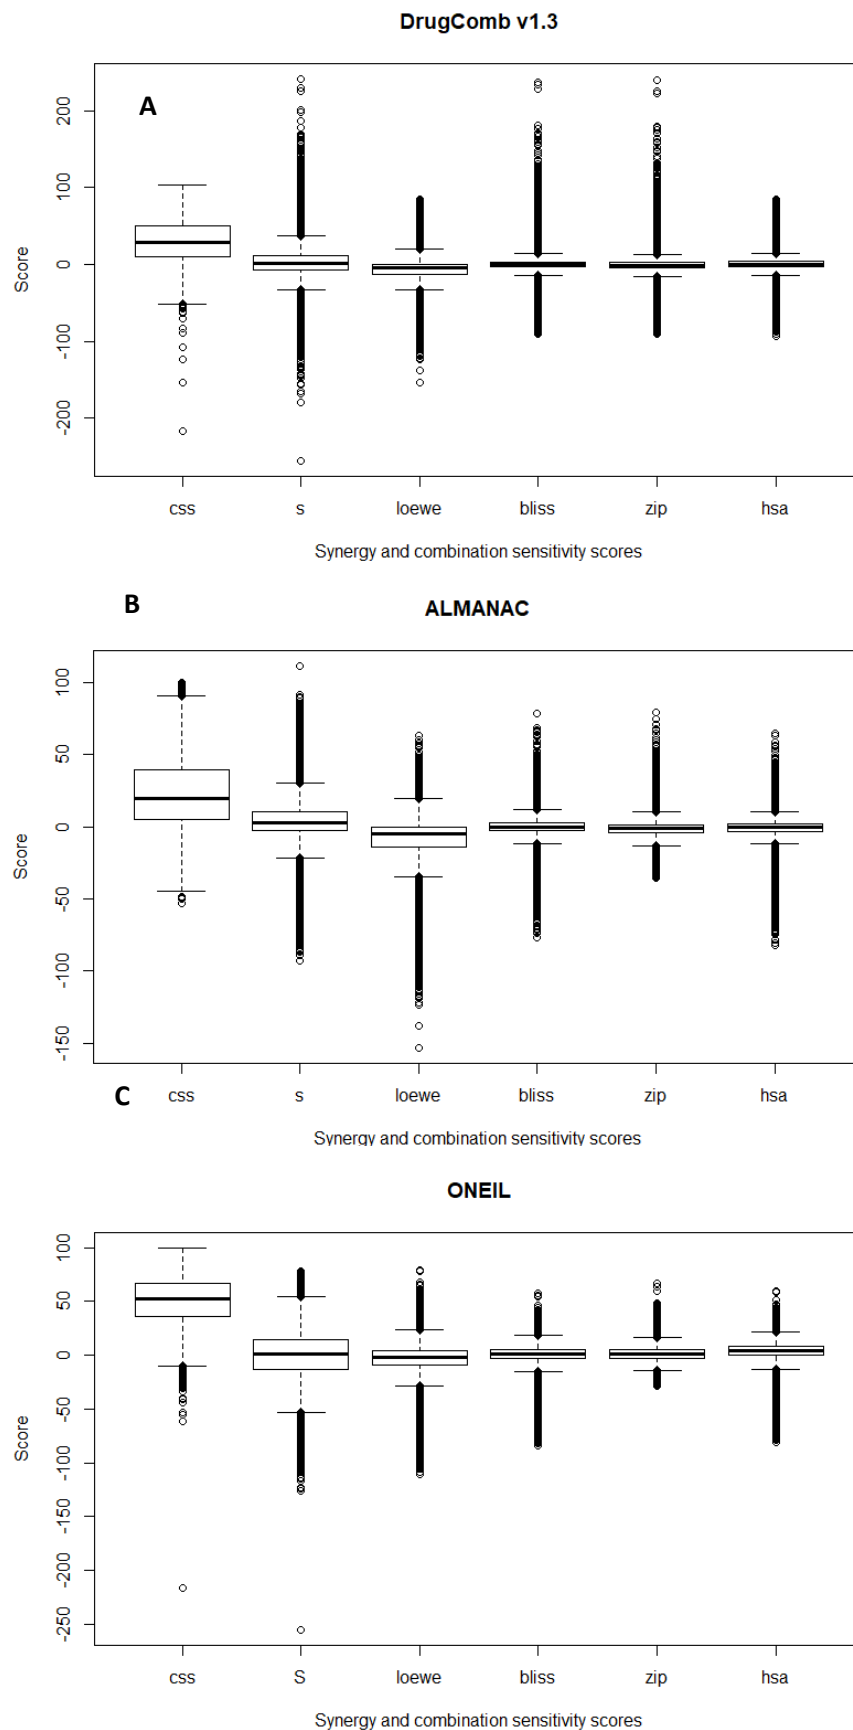 DrugComb v1.3
A
Score
200
100
0
-100
-200
css s loewe bliss zip hsa
Synergy and combination sensitivity scores
B
ALMANAC
Score
100
50
0
-50
-100
-150
css s loewe bliss zip hsa
C
Synergy and combination sensitivity scores
ONEIL
Score
100
50
0
-50
-100
-150
-200
-250
css S loewe bliss zip hsa
Synergy and combination sensitivity scores